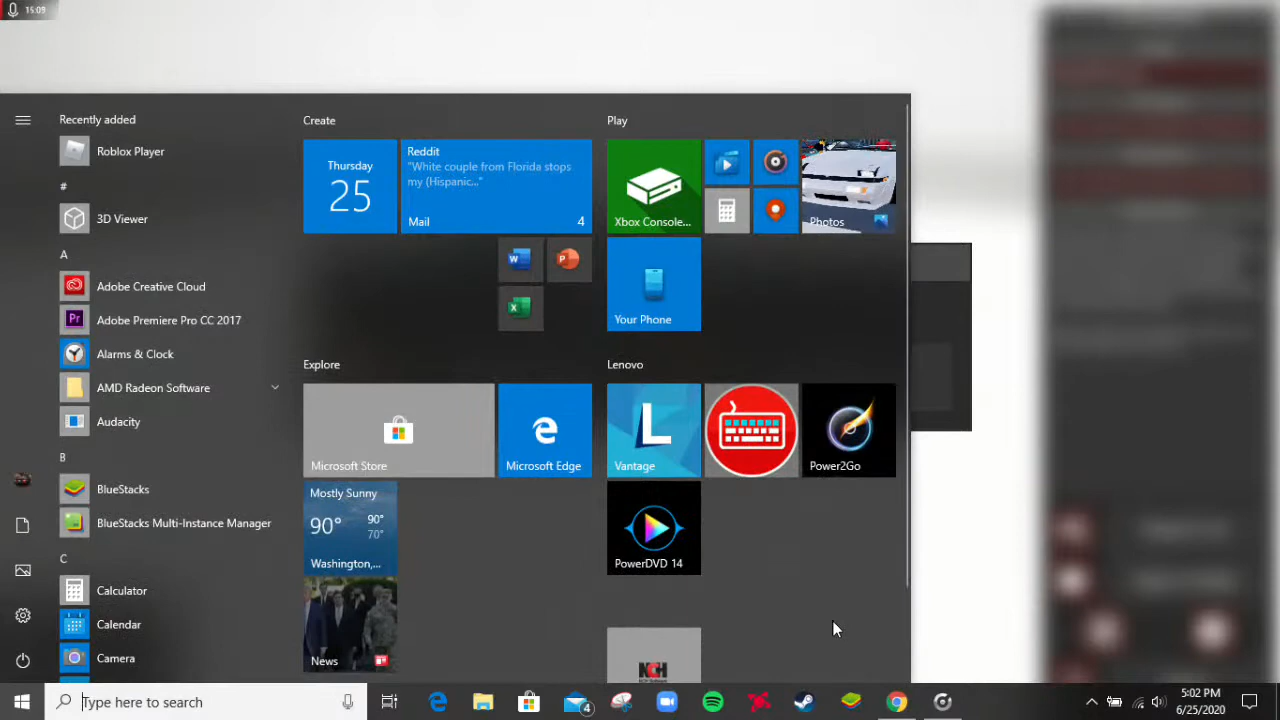 15:09
Recently added
Roblox Player
#
3D Viewer
A
Adobe Creative Cloud
Adobe Premiere Pro CC 2017
Alarms & Clock
AMD Radeon Software
Audacity
B
BlueStacks
BlueStacks Multi-Instance Manager
C
Calculator
Calendar
Camera
Create
Thursday
25
Reddit
"White couple from Florida stops
my (Hispanic..."
Mail
4
Explore
Microsoft Store
Microsoft Edge
Mostly Sunny
90° 90°
70°
Washington,...
News
Play
Xbox Console...
Photos
Your Phone
Lenovo
Vantage
Power2Go
PowerDVD 14
NCH
Type here to search
4
5:02 PM
6/25/2020